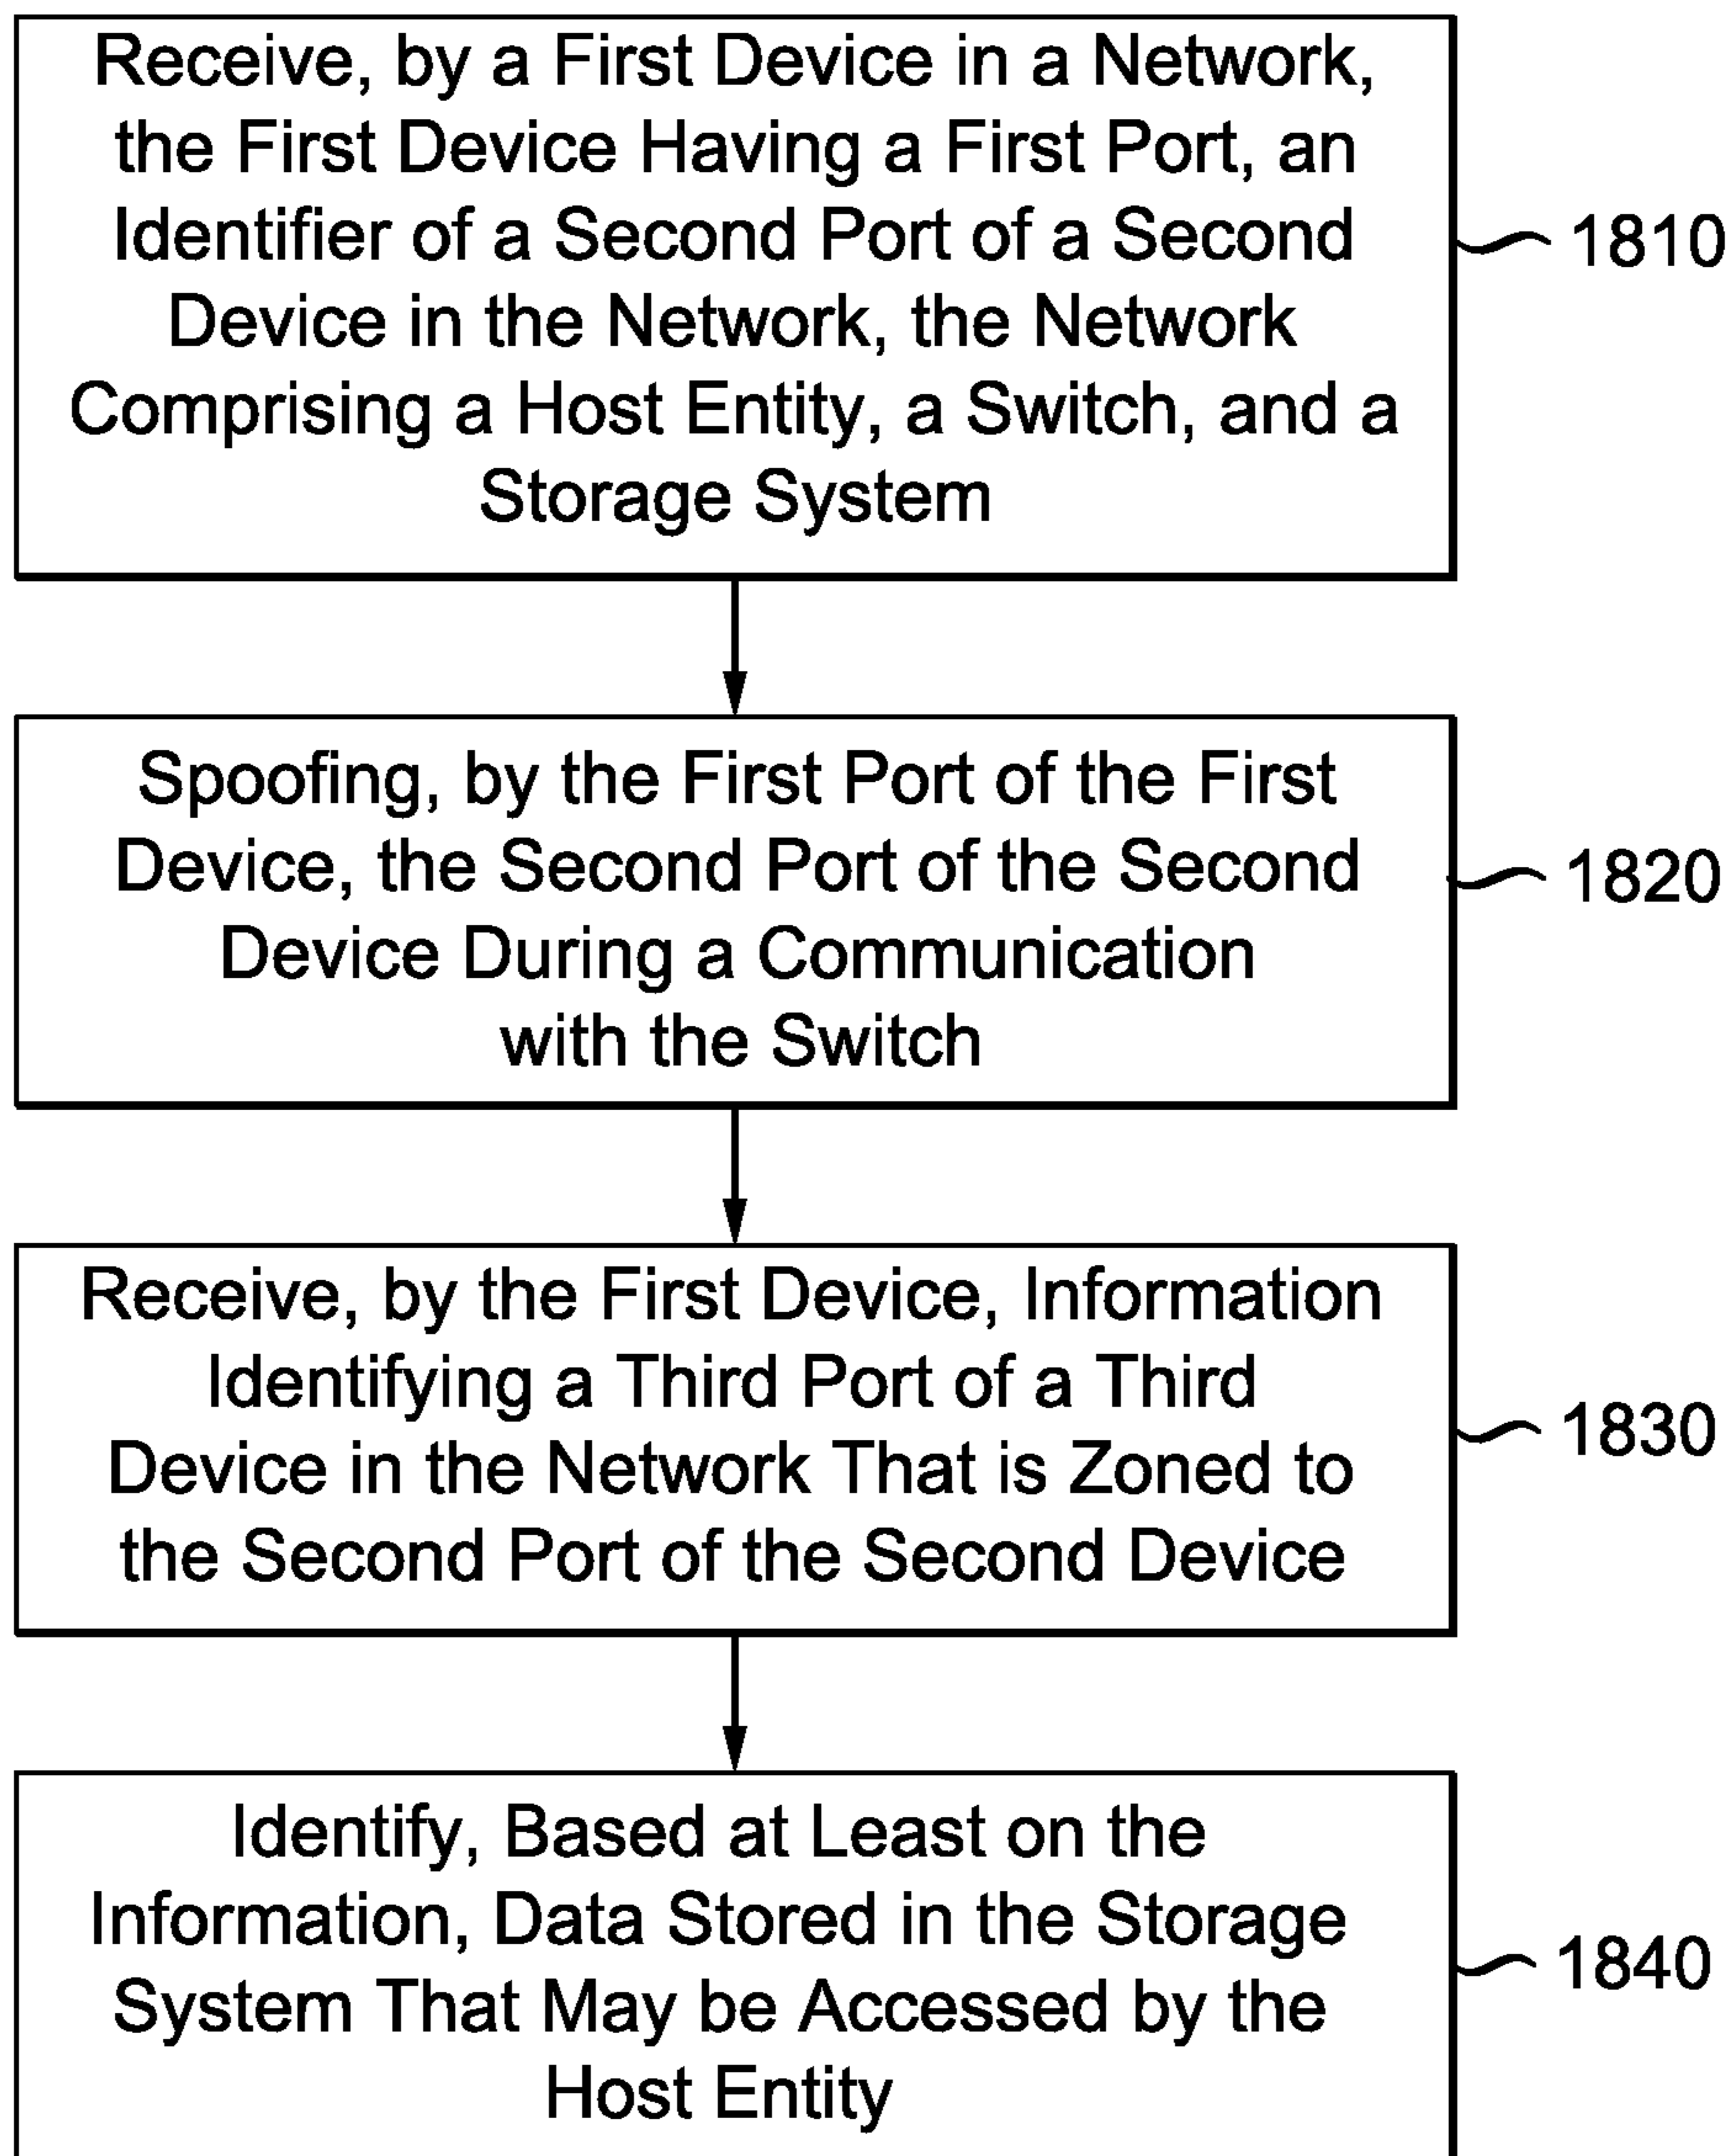 Receive, by a First Device in a Network,
the First Device Having a First Port, an
Identifier of a Second Port of a Second
Device in the Network, the Network
Comprising a Host Entity, a Switch, and a
Storage System
1810
Spoofing, by the First Port of the First
Device, the Second Port of the Second
Device During a Communication
with the Switch
1820
Receive, by the First Device, Information
Identifying a Third Port of a Third
Device in the Network That is Zoned to
the Second Port of the Second Device
1830
Identify, Based at Least on the
Information, Data Stored in the Storage
System That May be Accessed by the
Host Entity
1840